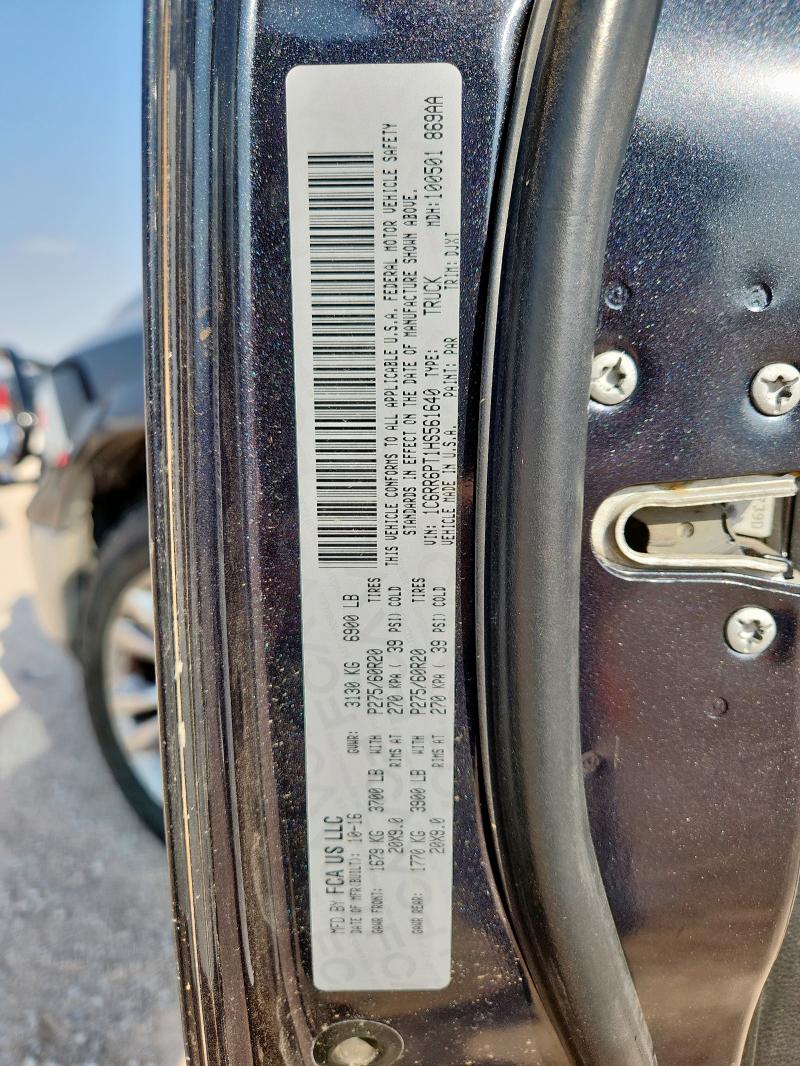 MFD BY FCA US LLC
DATE OF MFR(BUILT): 10-16 GVWR: 3130 KG 6900 LB
GAWR FRONT: 1679 KG 3700 LB WITH P275/60R20 TIRES
20X9.0 RIMS AT 270 KPA ( 39 PSI) COLD
GAWR REAR: 1770 KG 3900 LB WITH P275/60R20 TIRES
20X9.0 RIMS AT 270 KPA ( 39 PSI) COLD
THIS VEHICLE CONFORMS TO ALL APPLICABLE U.S.A. FEDERAL MOTOR VEHICLE SAFETY
STANDARDS IN EFFECT ON THE DATE OF MANUFACTURE SHOWN ABOVE.
VIN: 1C6RR6PT1HS561640 TYPE: TRUCK MDH: 100501 869AA
VEHICLE MADE IN U.S.A. PAINT: PAR TRIM: DJXT